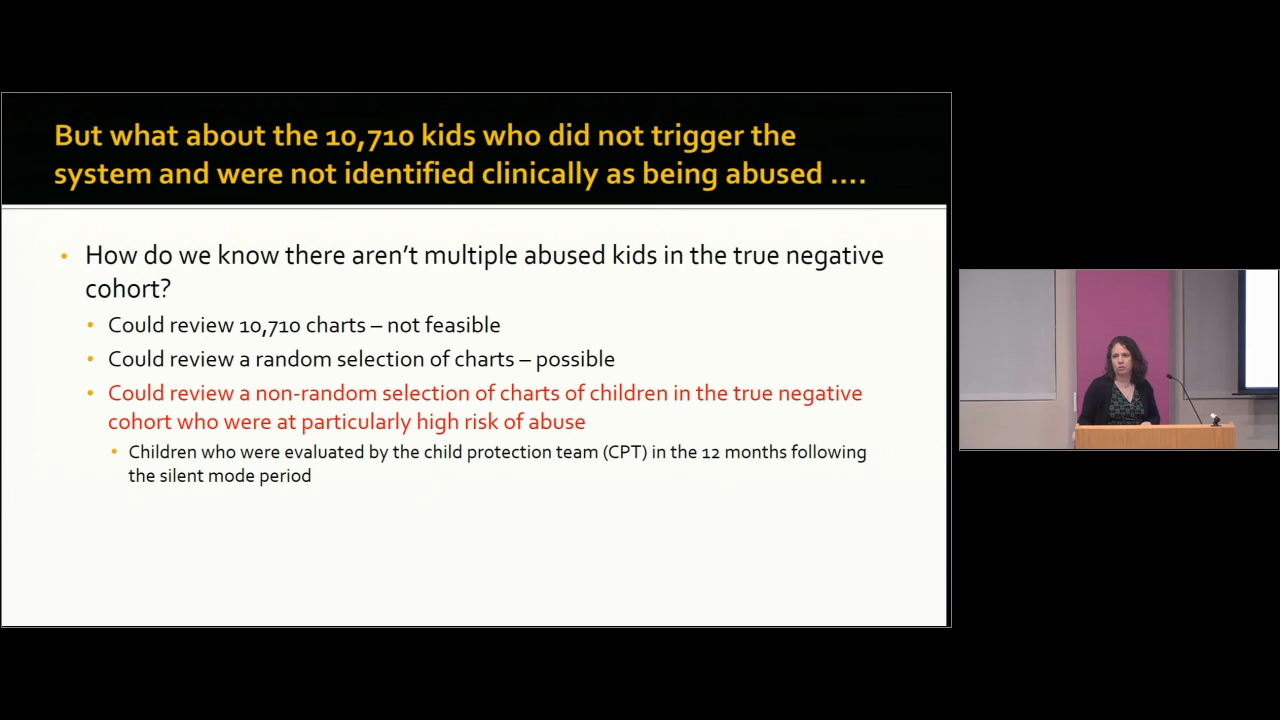 But what about the 10,710 kids who did not trigger the
system and were not identified clinically as being abused ....
• How do we know there aren’t multiple abused kids in the true negative
cohort?
• Could review 10,710 charts – not feasible
• Could review a random selection of charts – possible
• Could review a non-random selection of charts of children in the true negative
cohort who were at particularly high risk of abuse
• Children who were evaluated by the child protection team (CPT) in the 12 months following
the silent mode period